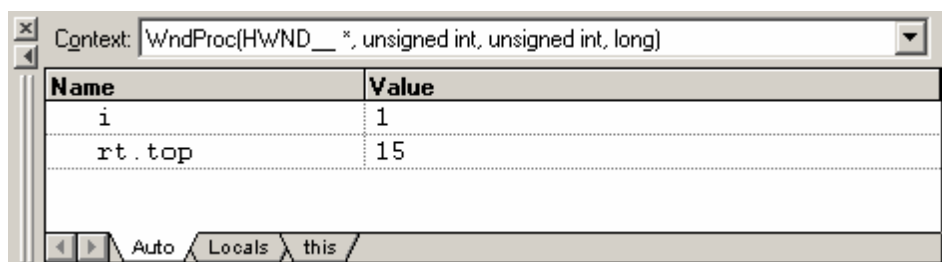 Context: WndProc(HWND__ *, unsigned int, unsigned int, long)
Name Value
i 1
rt.top 15
Auto Locals this